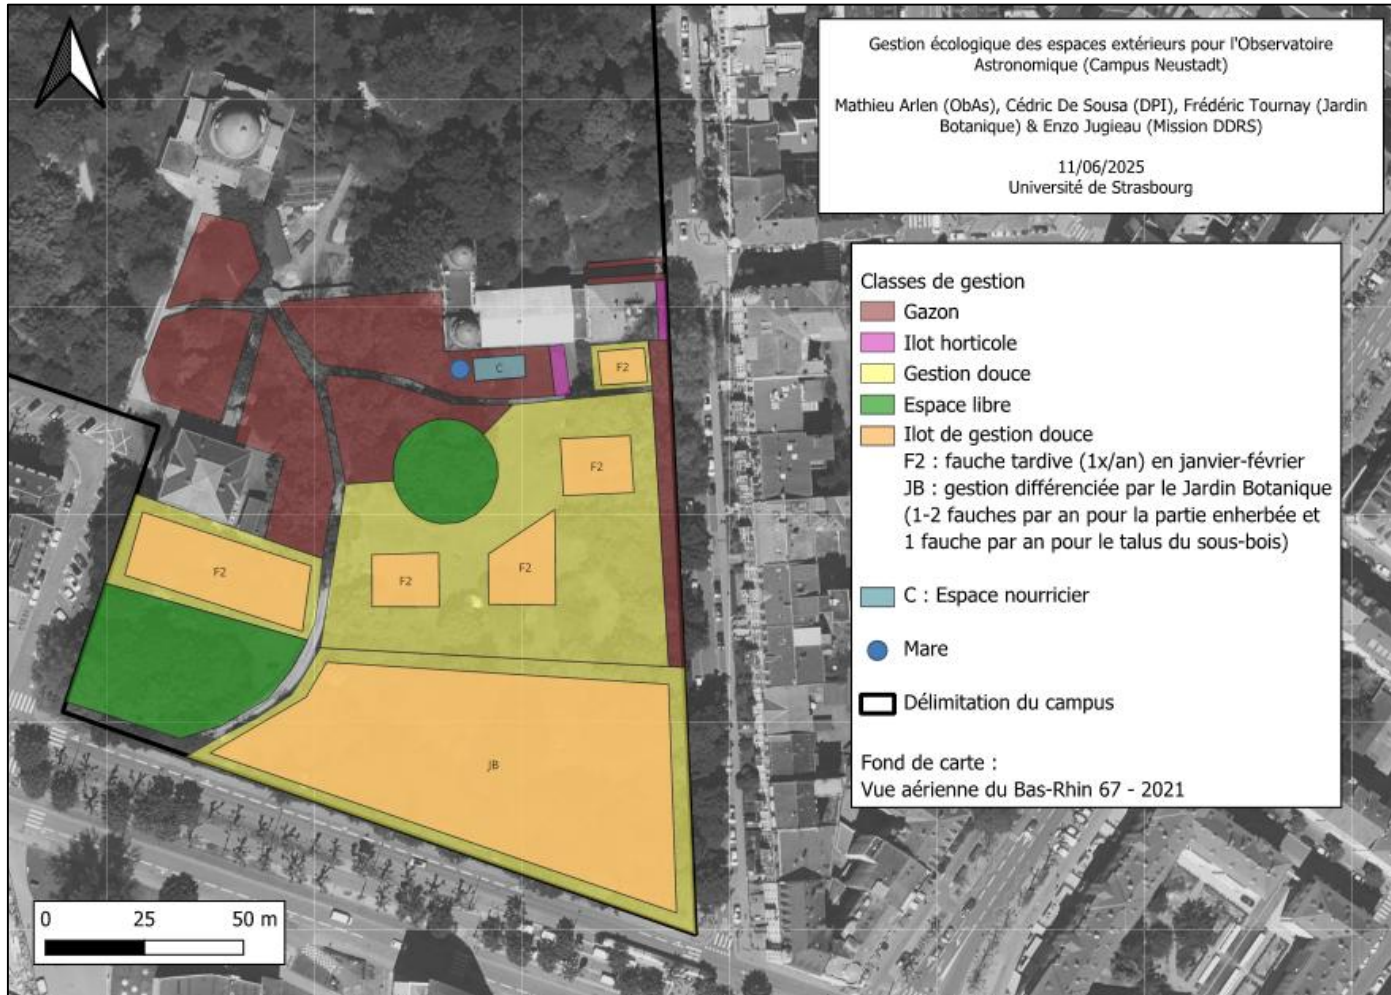 Gestion écologique des espaces extérieurs pour l'Observatoire
Astronomique (Campus Neustadt)
Mathieu Arlen (ObAs), Cédric De Sousa (DPI), Frédéric Tournay (Jardin
Botanique) & Enzo Jugieau (Mission DDRS)
11/06/2025
Université de Strasbourg
Classes de gestion
Gazon
Ilot horticole
Gestion douce
Espace libre
Ilot de gestion douce
F2 : fauche tardive (1x/an) en janvier-février
JB : gestion différenciée par le Jardin Botanique
(1-2 fauches par an pour la partie enherbée et
1 fauche par an pour le talus du sous-bois)
C : Espace nourricier
Mare
Délimitation du campus
Fond de carte :
Vue aérienne du Bas-Rhin 67 - 2021
C
F2
F2
F2
F2
F2
JB
0 25 50 m